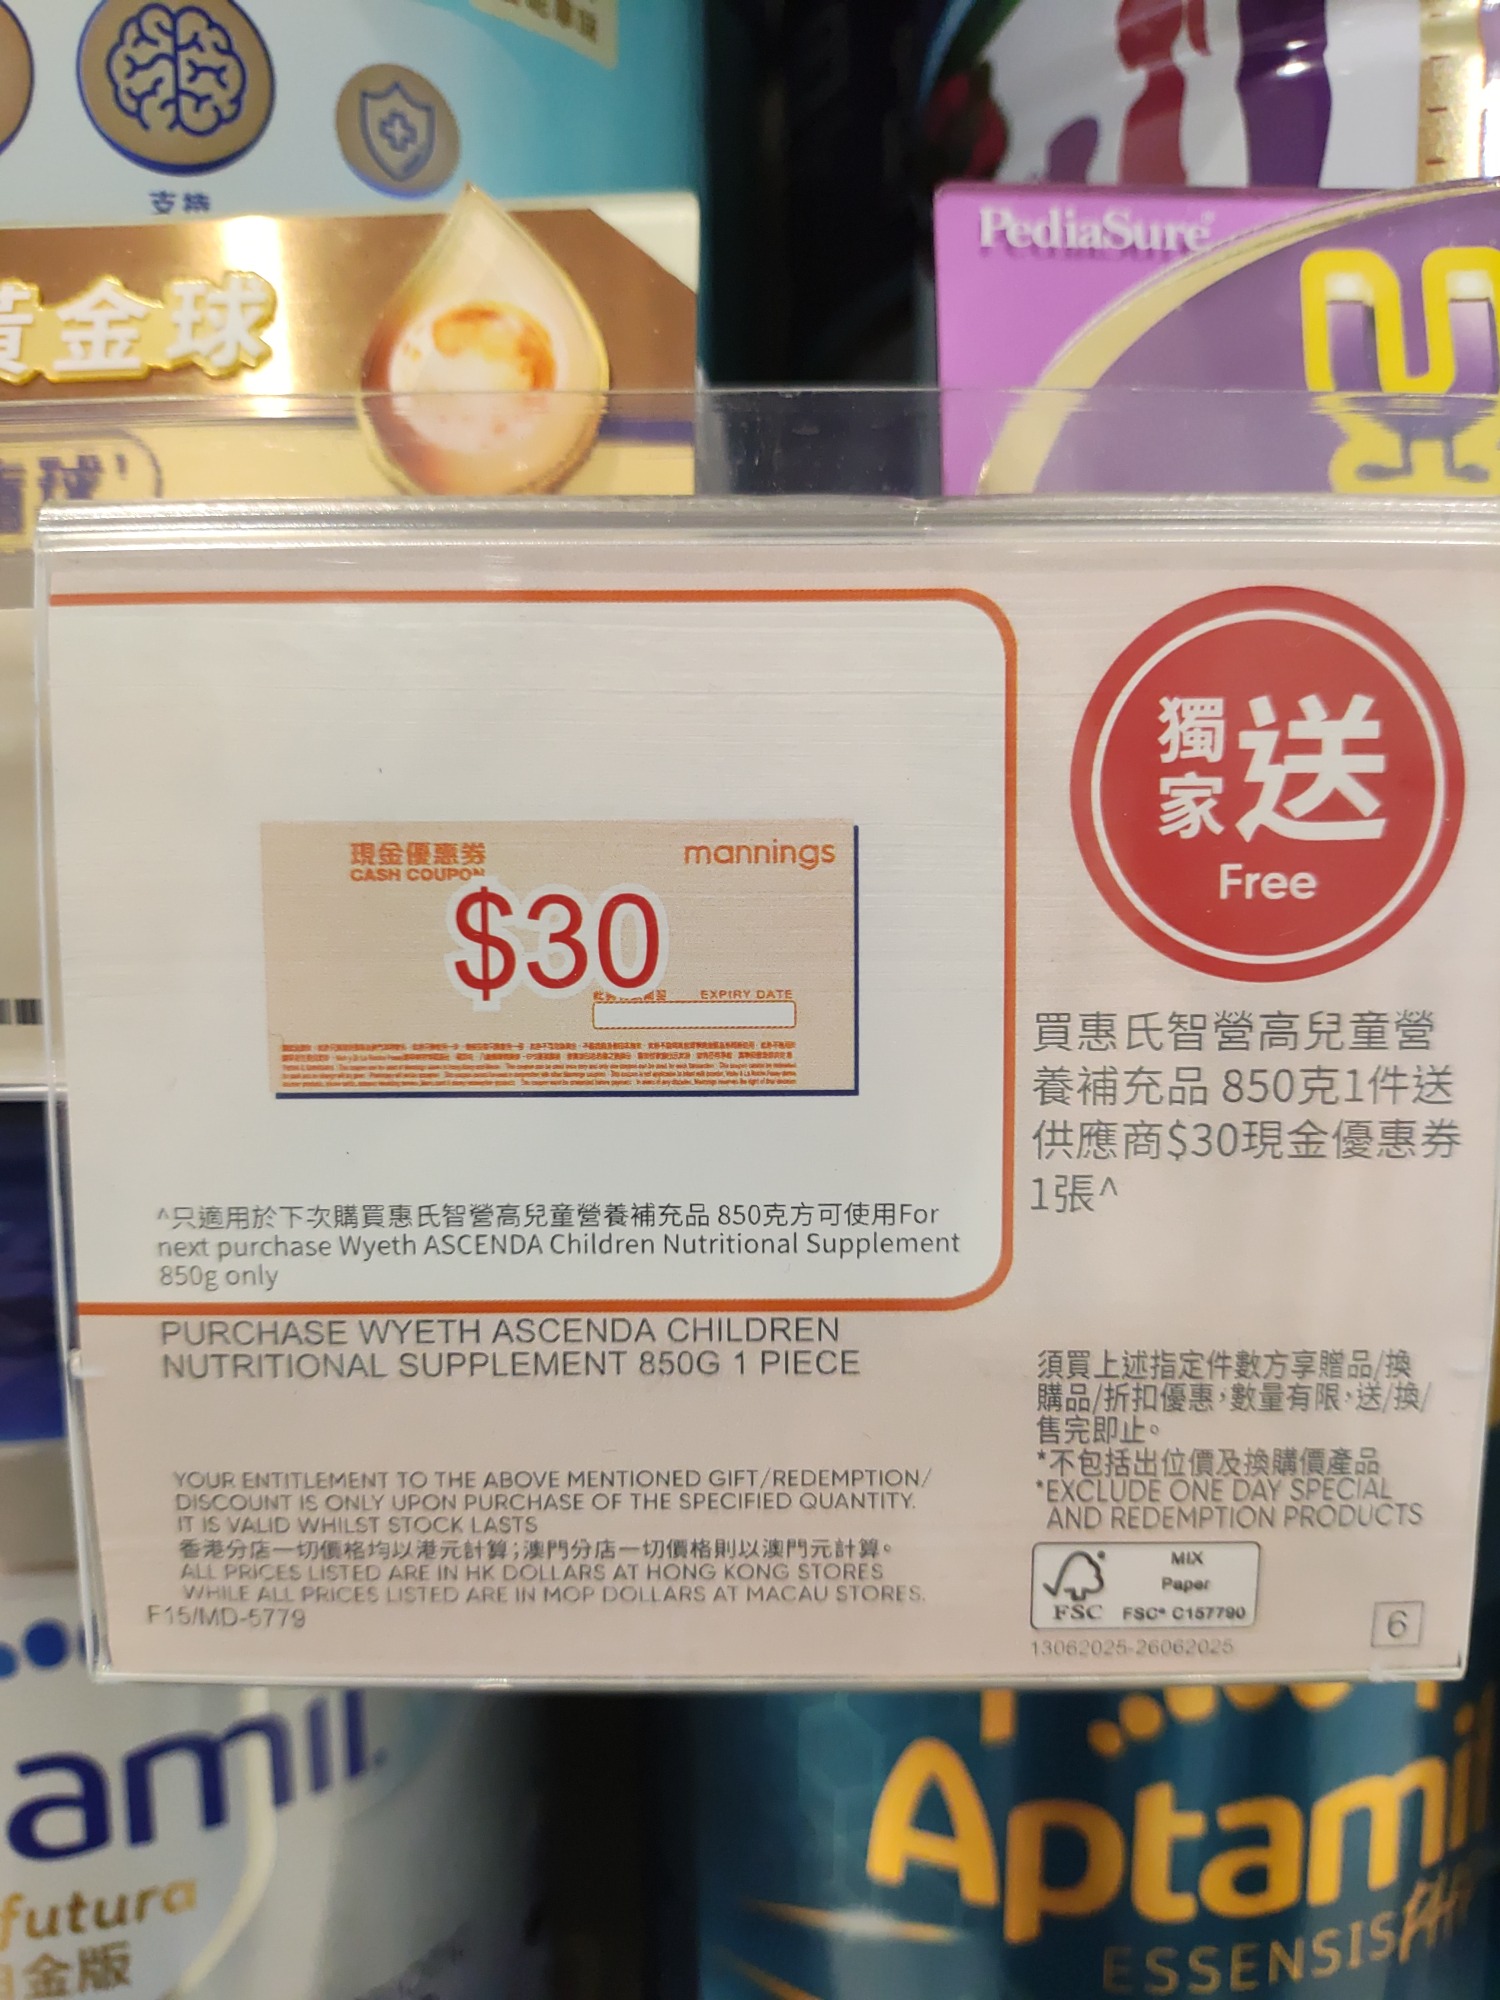 支持
黃金球
PediaSure®
獨家送
Free
現金優惠券
mannings
CASH COUPON
$30
EXPIRY DATE
買惠氏智營高兒童營
養補充品 850克1件送
供應商$30現金優惠券
1張^
^只適用於下次購買惠氏智營高兒童營養補充品 850克方可使用For
next purchase Wyeth ASCENDA Children Nutritional Supplement
850g only
PURCHASE WYETH ASCENDA CHILDREN
NUTRITIONAL SUPPLEMENT 850G 1 PIECE
須買上述指定件數方享贈品/換
購品/折扣優惠，數量有限，送/換/
售完即止。
*不包括出位價及換購價產品
*EXCLUDE ONE DAY SPECIAL
AND REDEMPTION PRODUCTS
YOUR ENTITLEMENT TO THE ABOVE MENTIONED GIFT/REDEMPTION/
DISCOUNT IS ONLY UPON PURCHASE OF THE SPECIFIED QUANTITY.
IT IS VALID WHILST STOCK LASTS
香港分店一切價格均以港元計算；澳門分店一切價格則以澳門元計算。
ALL PRICES LISTED ARE IN HK DOLLARS AT HONG KONG STORES
WHILE ALL PRICES LISTED ARE IN MOP DOLLARS AT MACAU STORES.
F15/MD-5779
FSC
MIX
Paper
FSC® C157790
13062025-26062025
6
amil
futura
金版
Aptamil
ESSENSIS